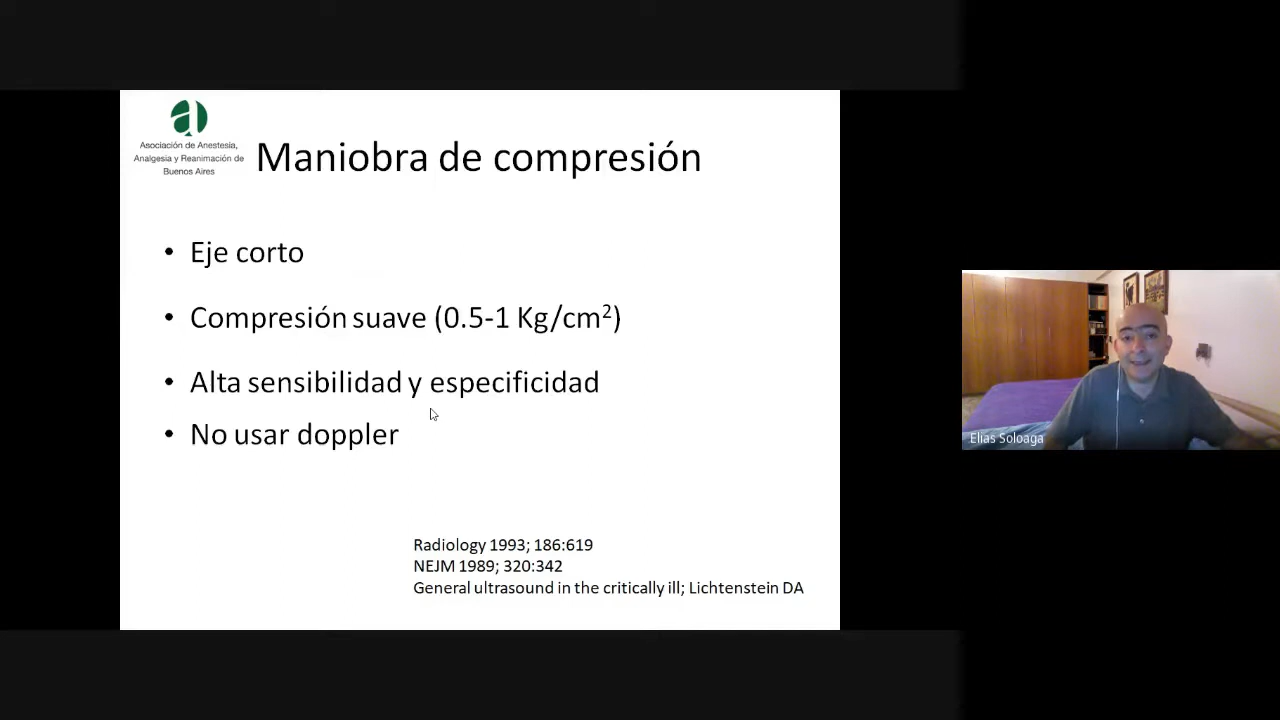 Asociación de Anestesia,
Analgesia y Reanimación de
Buenos Aires
Maniobra de compresión
• Eje corto
• Compresión suave (0.5-1 Kg/cm²)
• Alta sensibilidad y especificidad
• No usar doppler
Radiology 1993; 186:619
NEJM 1989; 320:342
General ultrasound in the critically ill; Lichtenstein DA
Elias Soloaga